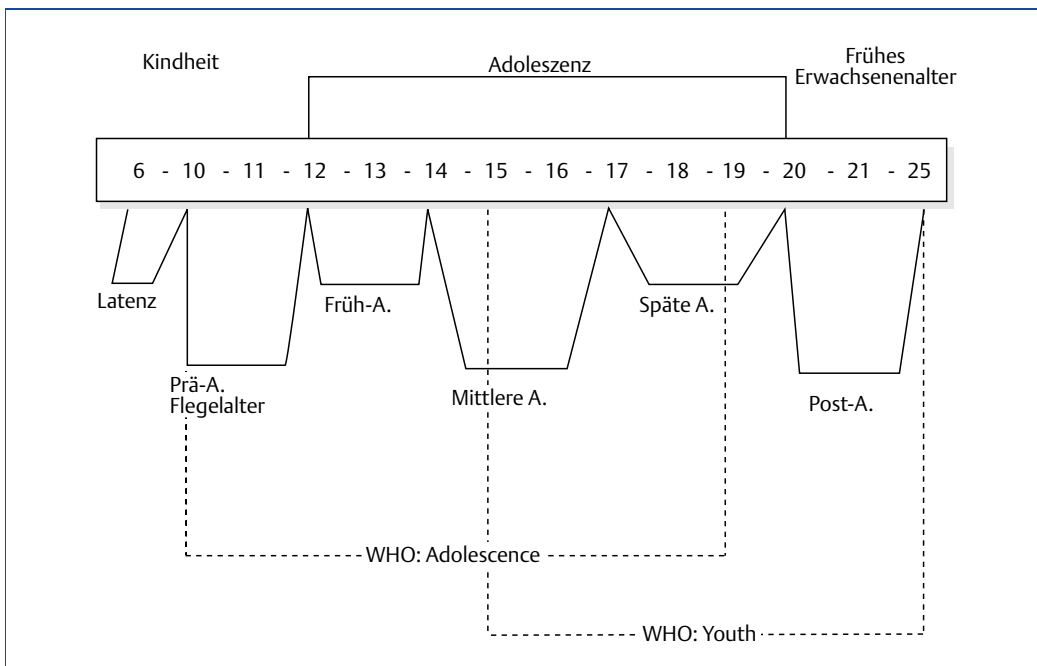 Kindheit
Adoleszenz
Frühes
Erwachsenenalter
6 - 10 - 11 - 12 - 13 - 14 - 15 - 16 - 17 - 18 - 19 - 20 - 21 - 25
Latenz
Früh-A.
Späte A.
Prä-A.
Flegelalter
Mittlere A.
Post-A.
WHO: Adolescence
WHO: Youth